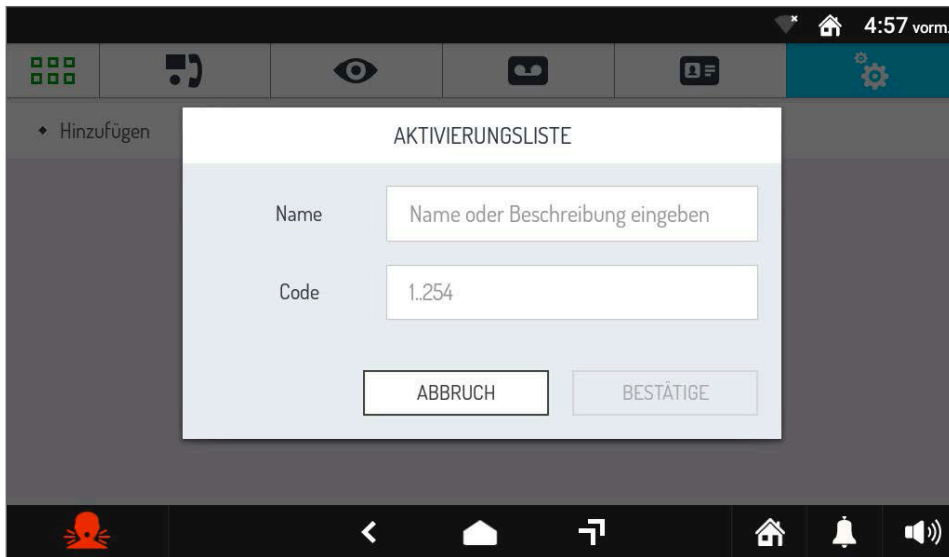 4:57 vorm.
Hinzufügen
AKTIVIERUNGSLISTE
Name
Name oder Beschreibung eingeben
Code
1..254
ABBRUCH
BESTÄTIGE